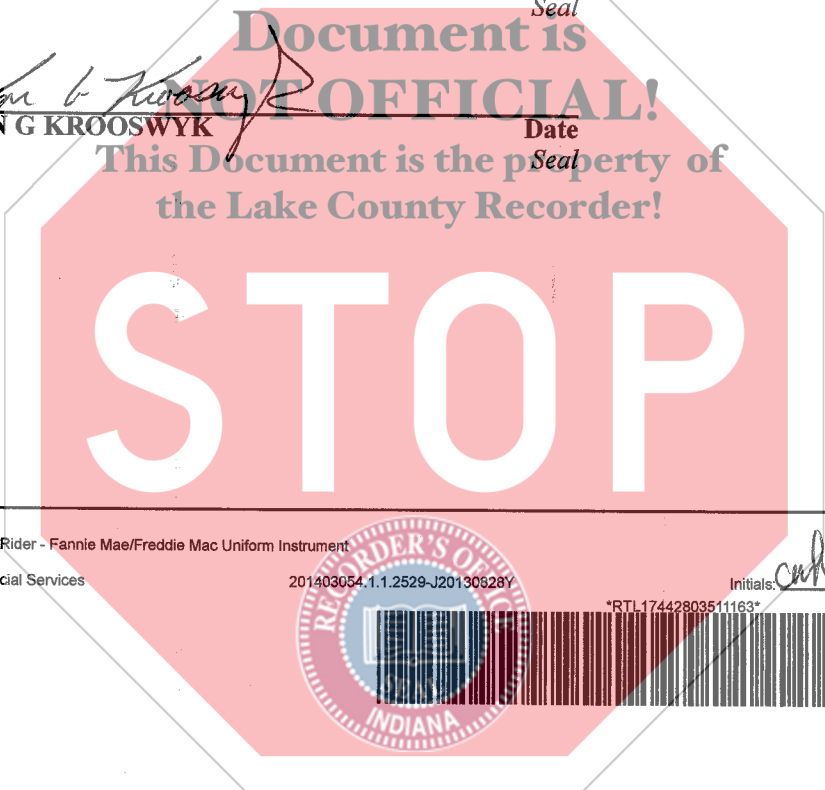 Seal
Document is
NOT OFFICIAL!
G KROOSWYK
Date
This Document is the property of
Seal
the Lake County Recorder!
STOP
Rider - Fannie Mae/Freddie Mac Uniform Instrument
cial Services
201403054.1.1.2529-J20130828Y
Initials:
*RTL17442803511163*
RECORDER'S OFFICE
SEAL
INDIANA